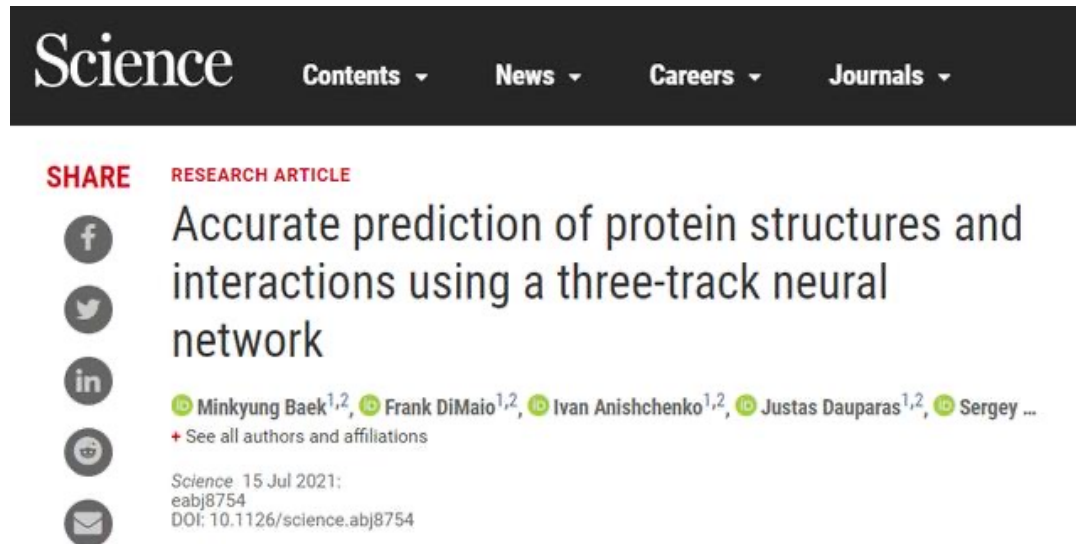 Science Contents News Careers Journals
SHARE
RESEARCH ARTICLE
Accurate prediction of protein structures and
interactions using a three-track neural
network
Minkyung Baek1,2, Frank DiMaio1,2, Ivan Anishchenko1,2, Justas Dauparas1,2, Sergey ...
+ See all authors and affiliations
Science 15 Jul 2021:
eabj8754
DOI: 10.1126/science.abj8754